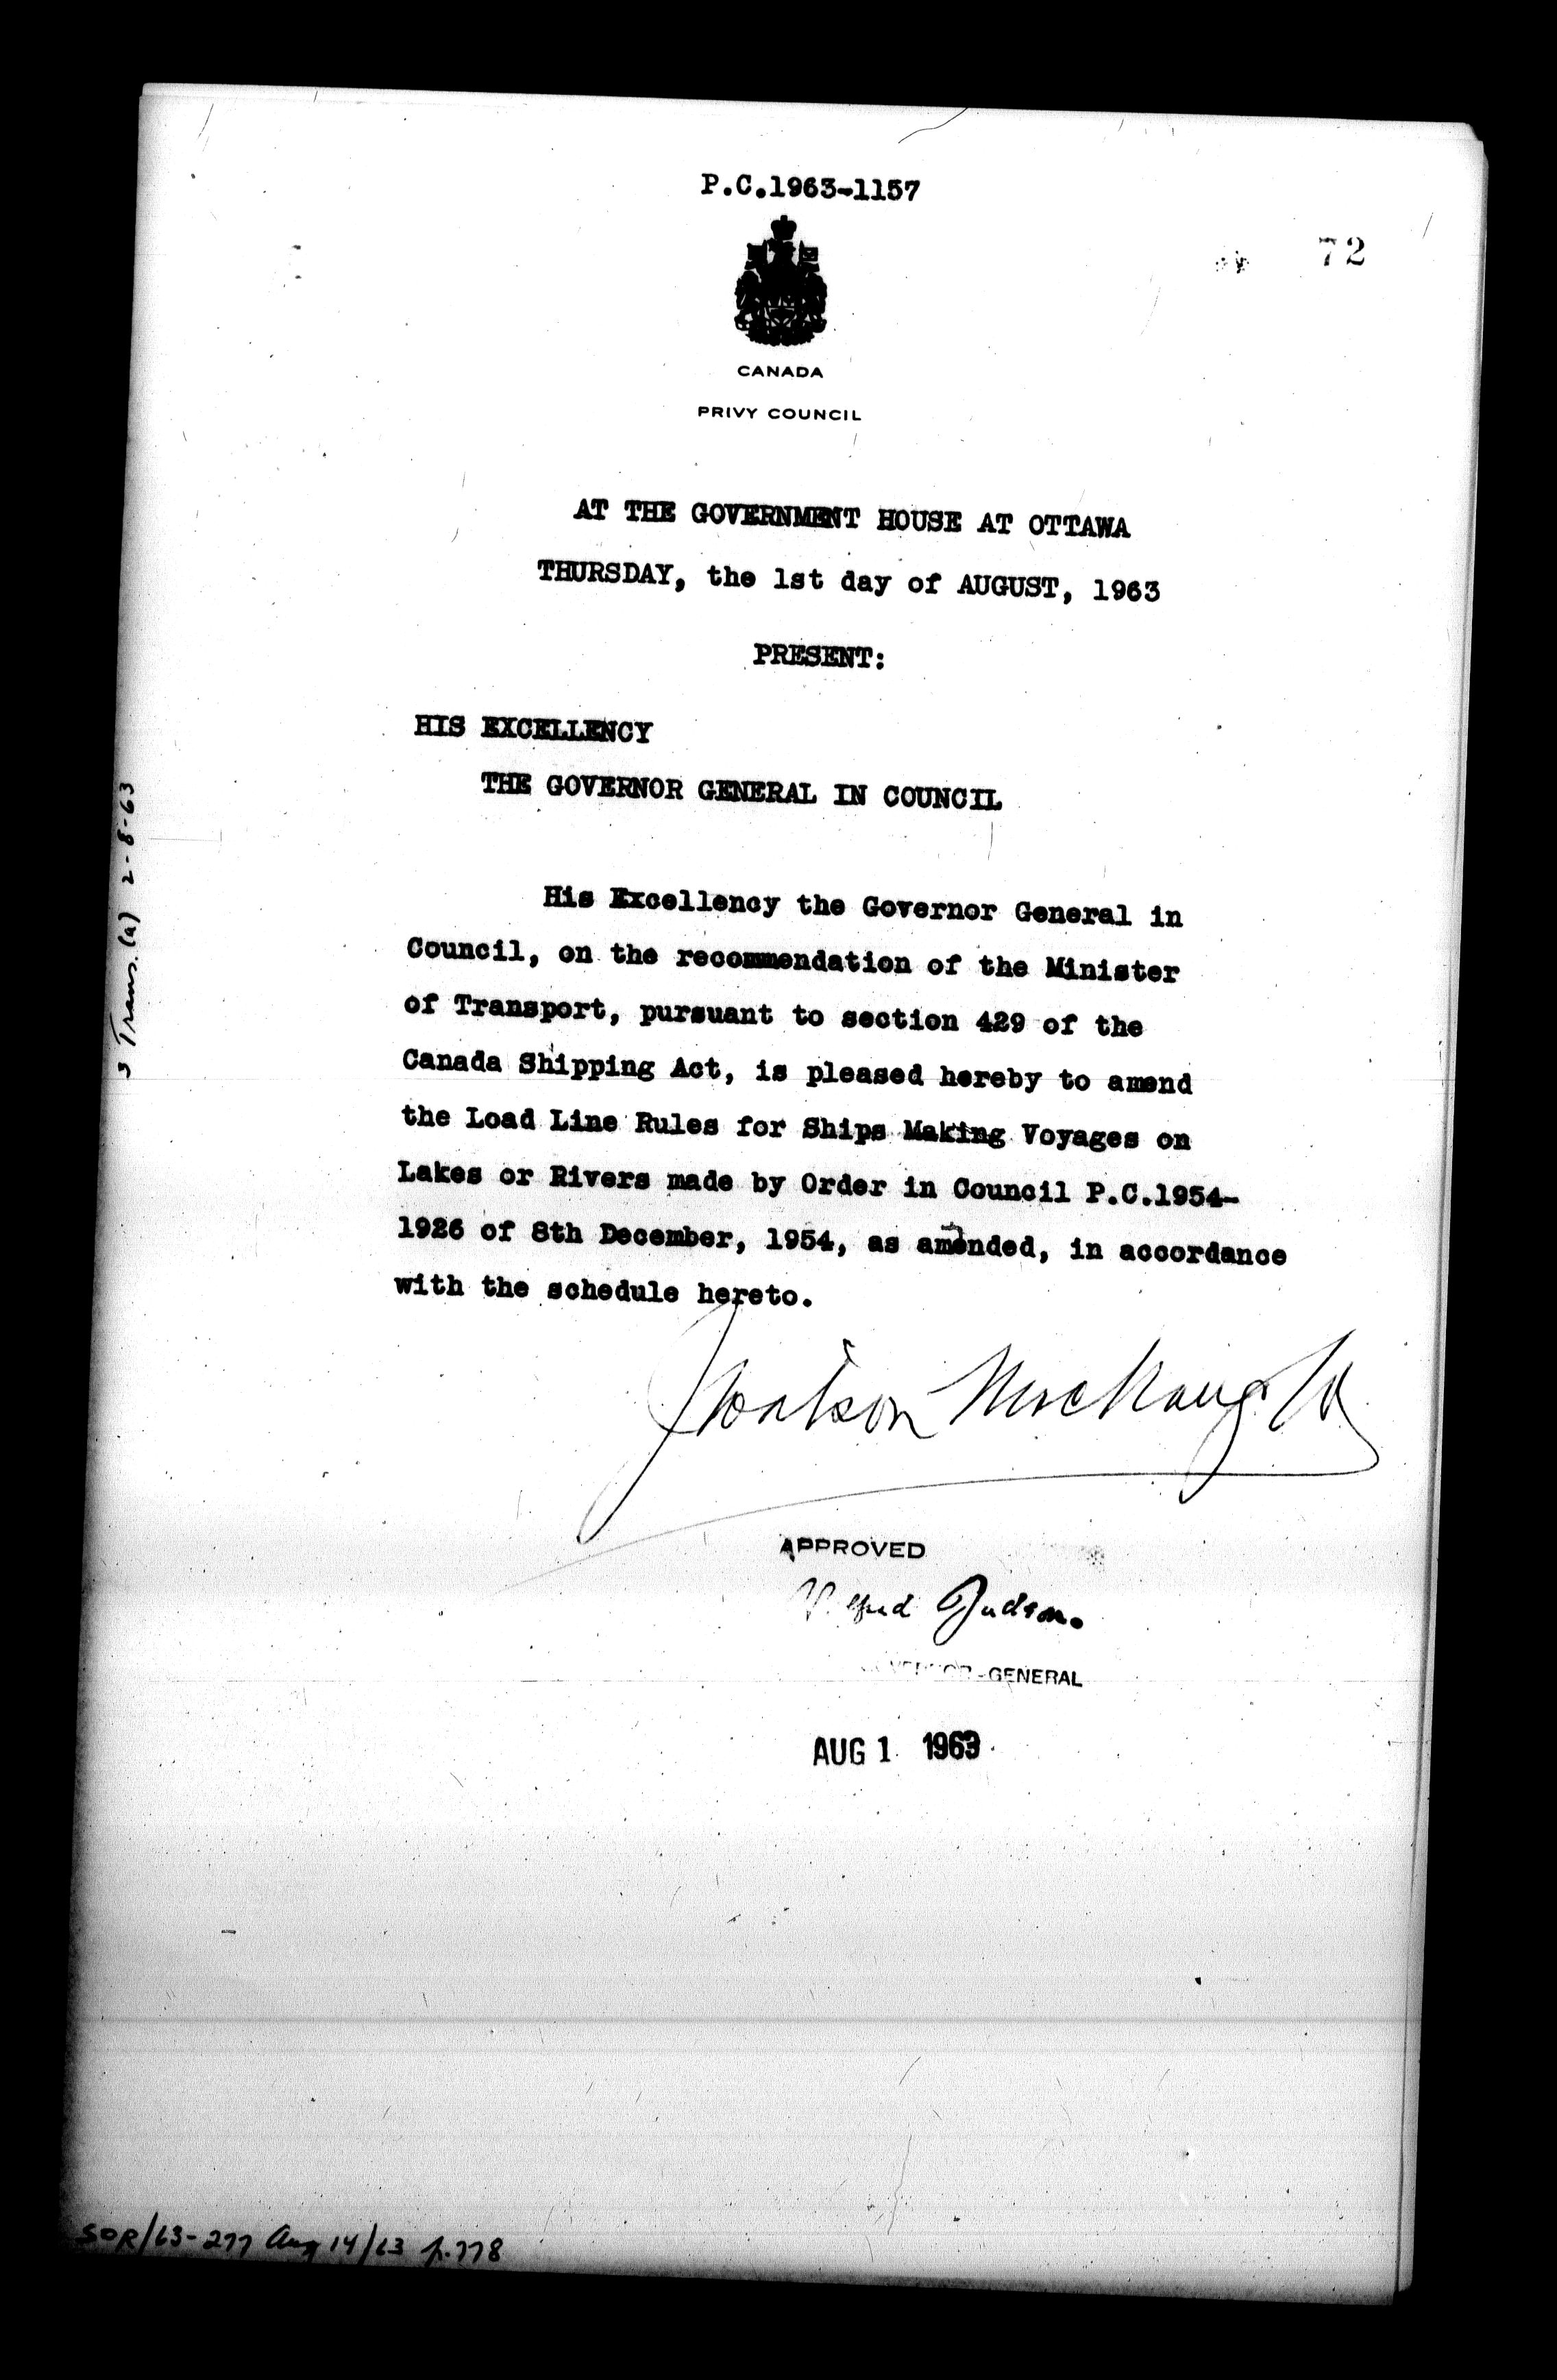 P.C.1963-1157
72
CANADA
PRIVY COUNCIL
AT THE GOVERNMENT HOUSE AT OTTAWA
THURSDAY, the 1st day of AUGUST, 1963
PRESENT:
HIS EXCELLENCY
THE GOVERNOR GENERAL IN COUNCIL
His Excellency the Governor General in
Council, on the recommendation of the Minister
of Transport, pursuant to section 429 of the
Canada Shipping Act, is pleased hereby to amend
the Load Line Rules for Ships Making Voyages on
Lakes or Rivers made by Order in Council P.C.1954-
1926 of 8th December, 1954, as amended, in accordance
with the schedule hereto.
APPROVED
Judson.
-GENERAL
AUG 1 1963
3 Trans. (a) 2-8-63
SOR/63-277 Aug 14/63 p.778